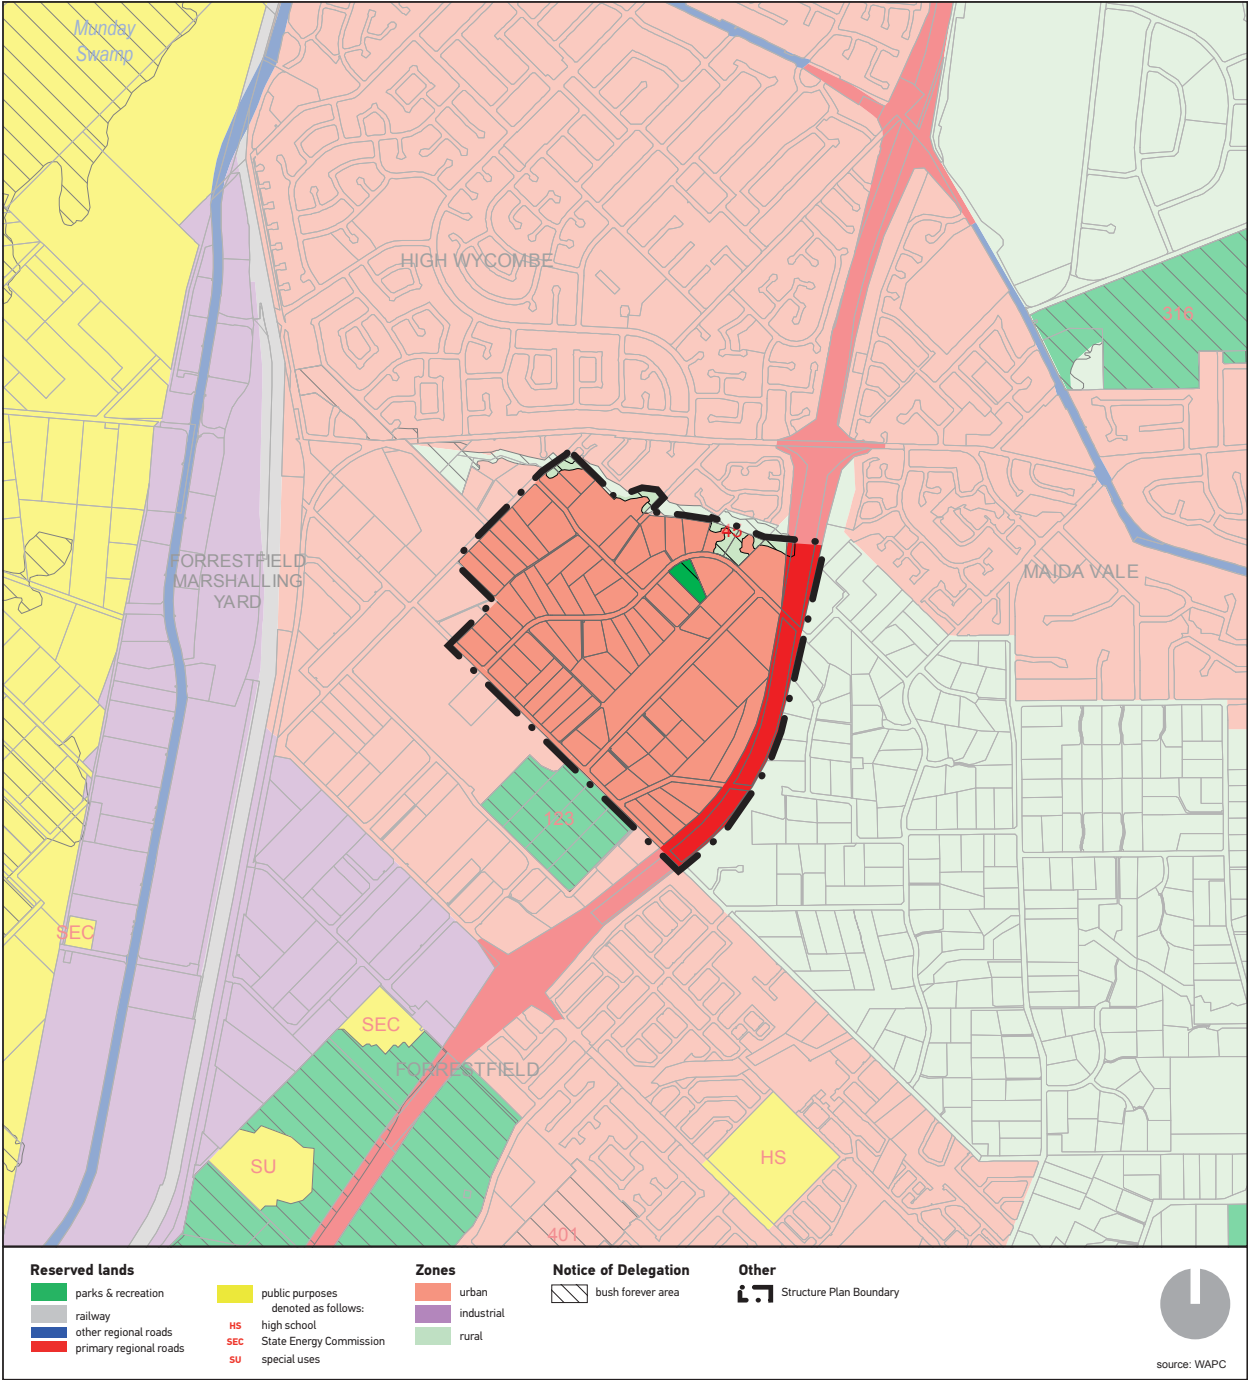 Munday
Swamp
HIGH WYCOMBE
316
45
FORRESTFIELD
MARSHALLING
YARD
MAIDA VALE
123
SEC
SEC
FORRESTFIELD
SU
HS
401
Reserved lands
parks & recreation
railway
other regional roads
primary regional roads
public purposes
denoted as follows:
HS high school
SEC State Energy Commission
SU special uses
Zones
urban
industrial
rural
Notice of Delegation
bush forever area
Other
Structure Plan Boundary
source: WAPC